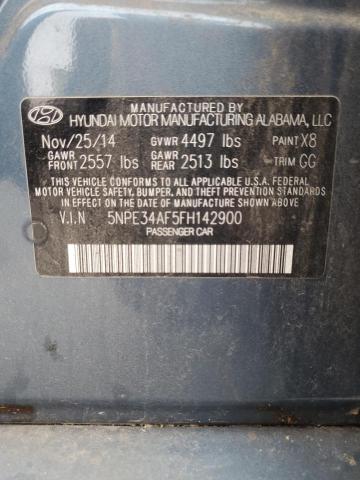 MANUFACTURED BY
HYUNDAI MOTOR MANUFACTURING ALABAMA, LLC
Nov/25/14 GVWR 4497 lbs PAINT X8
GAWR FRONT 2557 lbs GAWR REAR 2513 lbs TRIM GG
THIS VEHICLE CONFORMS TO ALL APPLICABLE U.S.A. FEDERAL
MOTOR VEHICLE SAFETY, BUMPER, AND THEFT PREVENTION STANDARDS
IN EFFECT ON THE DATE OF MANUFACTURE SHOWN ABOVE
V.I.N 5NPE34AF5FH142900
PASSENGER CAR